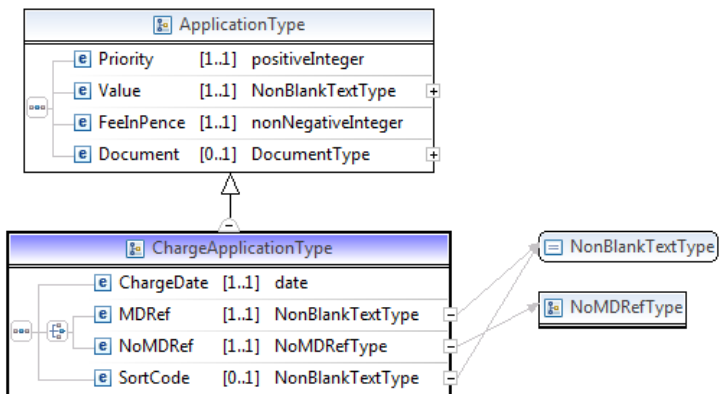 ApplicationType
e Priority [1..1] positiveInteger
e Value [1..1] NonBlankTextType
e FeeInPence [1..1] nonNegativeInteger
e Document [0..1] DocumentType
ChargeApplicationType
e ChargeDate [1..1] date
e MDRef [1..1] NonBlankTextType
e NoMDRef [1..1] NoMDRefType
e SortCode [0..1] NonBlankTextType
NonBlankTextType
NoMDRefType